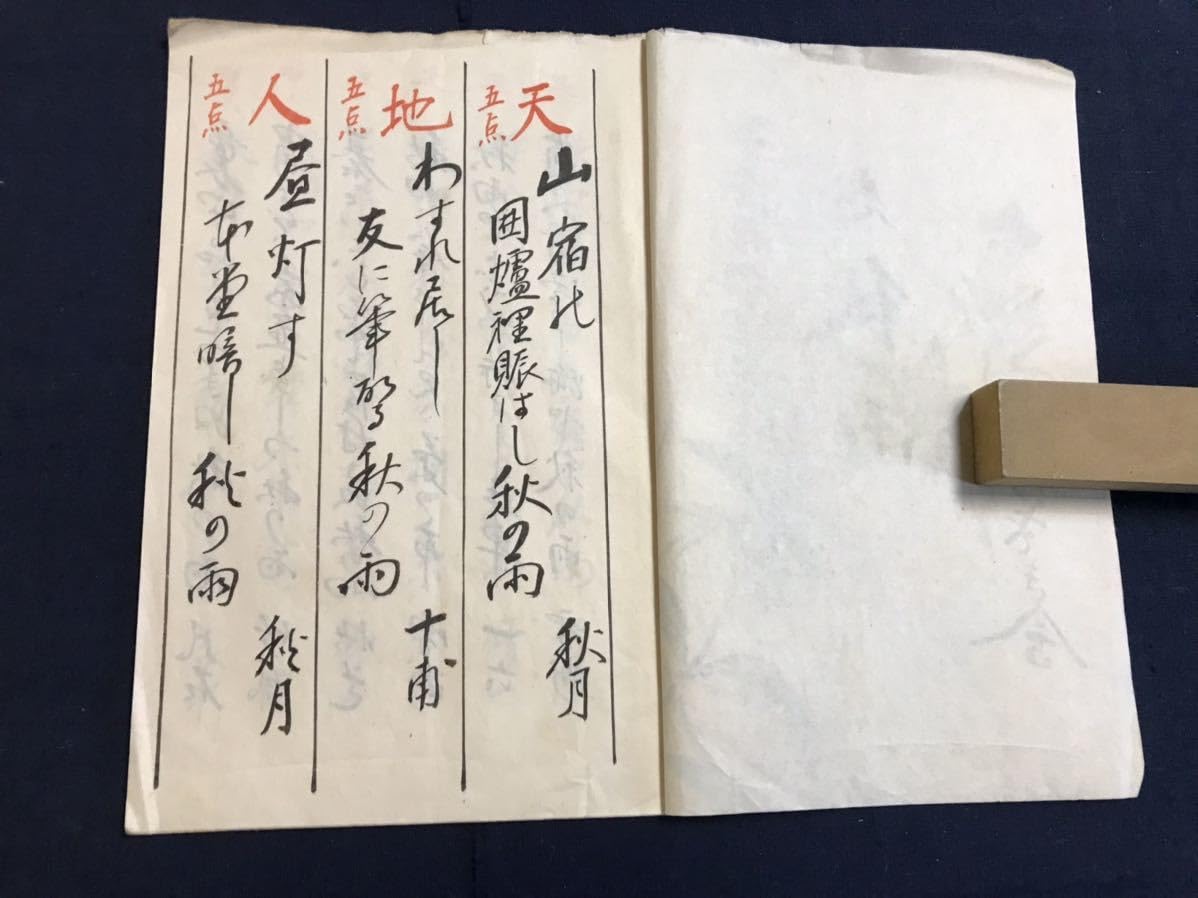 天
五点
山宿の
囲爐裡賑はし秋の雨
秋月
地
五点
わすれ居し
友に筆執る秋の雨
十甫
人
五点
昼灯す
本堂暗し秋の雨
秋月